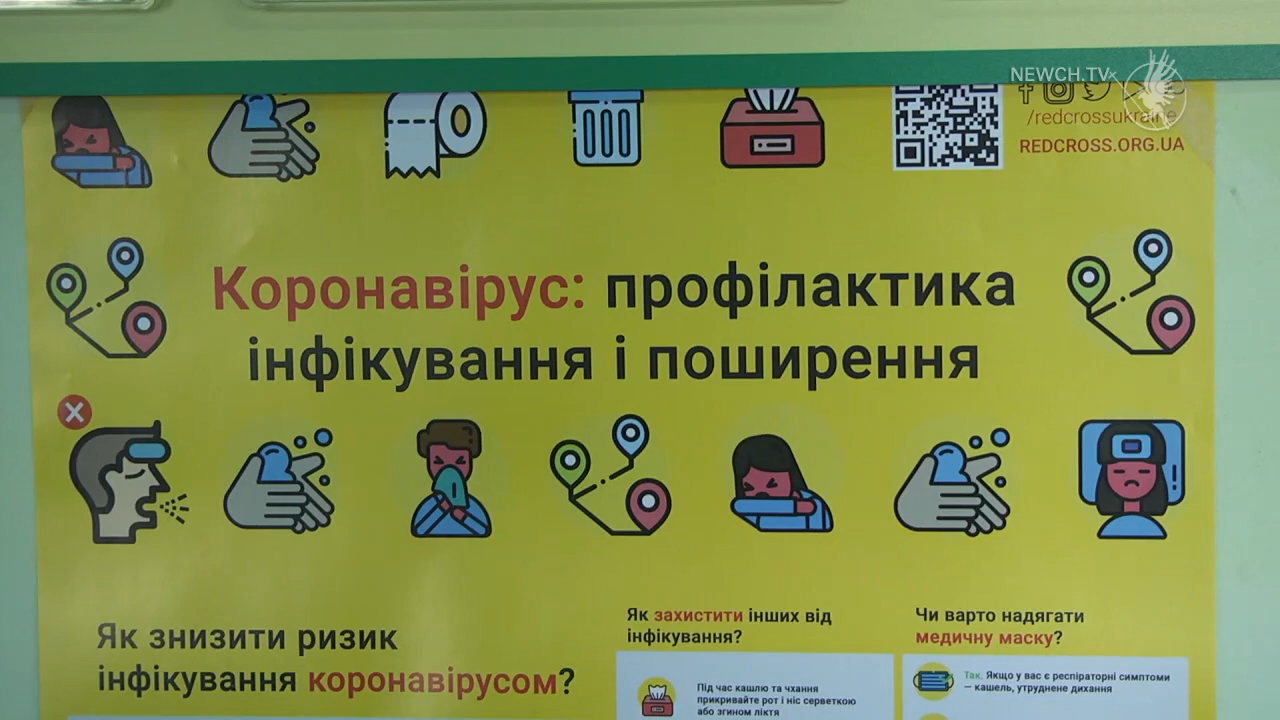 NEWCH.TV
/redcrossukraine
REDCROSS.ORG.UA
Коронавірус: профілактика
інфікування і поширення
Як знизити ризик
інфікування коронавірусом?
Як захистити інших від
інфікування?
Під час кашлю та чхання
прикривайте рот і ніс серветкою
або згином ліктя
Чи варто надягати
медичну маску?
Так. Якщо у вас є респіраторні симптоми
— кашель, утруднене дихання